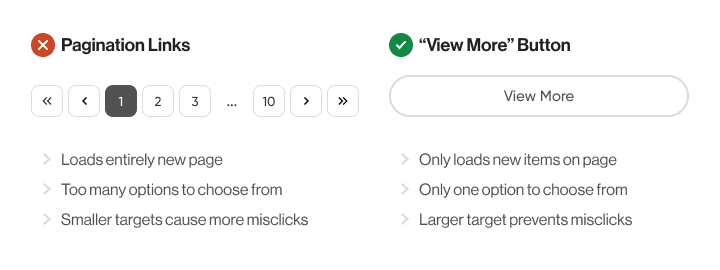 Pagination Links
« ‹ 1 2 3 ... 10 › »
Loads entirely new page
Too many options to choose from
Smaller targets cause more misclicks
“View More” Button
View More
Only loads new items on page
Only one option to choose from
Larger target prevents misclicks